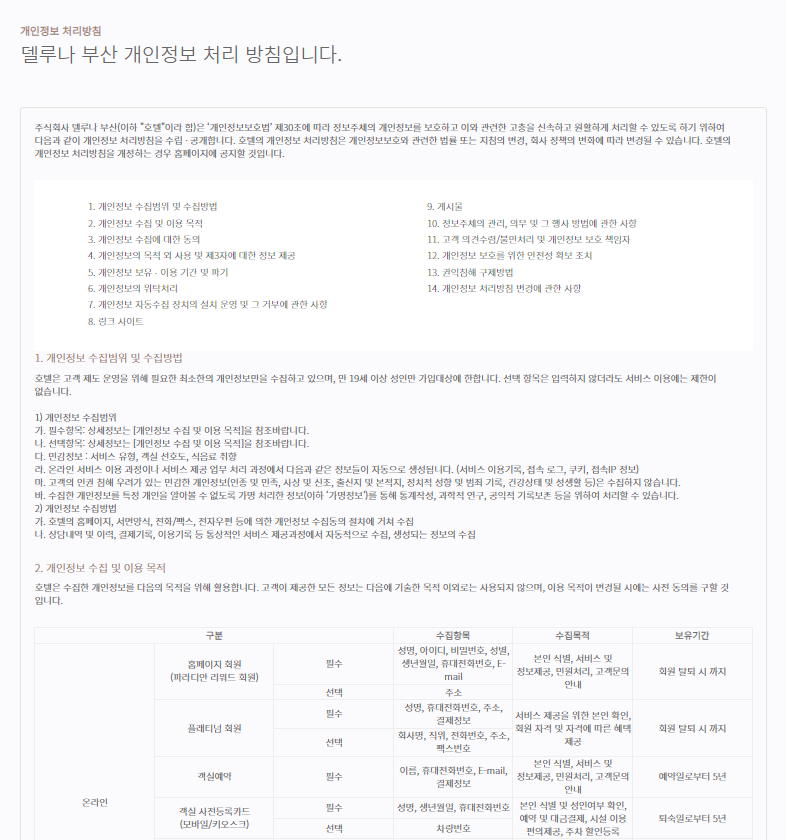 개인정보 처리방침
델루나 부산 개인정보 처리 방침입니다.
주식회사 델루나 부산(이하 "호텔"이라 함)은 '개인정보보호법' 제30조에 따라 정보주체의 개인정보를 보호하고 이와 관련한 고충을 신속하고 원활하게 처리할 수 있도록 하기 위하여
다음과 같이 개인정보 처리방침을 수립 · 공개합니다. 호텔의 개인정보 처리방침은 개인정보보호와 관련한 법률 또는 지침의 변경, 회사 정책의 변화에 따라 변경될 수 있습니다. 호텔의
개인정보 처리방침을 개정하는 경우 홈페이지에 공지할 것입니다.
1. 개인정보 수집범위 및 수집방법
2. 개인정보 수집 및 이용 목적
3. 개인정보 수집에 대한 동의
4. 개인정보의 목적 외 사용 및 제3자에 대한 정보 제공
5. 개인정보 보유 · 이용 기간 및 파기
6. 개인정보의 위탁처리
7. 개인정보 자동수집 장치의 설치 운영 및 그 거부에 관한 사항
8. 링크 사이트
9. 게시물
10. 정보주체의 권리, 의무 및 그 행사 방법에 관한 사항
11. 고객 의견수렴/불만처리 및 개인정보 보호 책임자
12. 개인정보 보호를 위한 안전성 확보 조치
13. 권익침해 구제방법
14. 개인정보 처리방침 변경에 관한 사항
1. 개인정보 수집범위 및 수집방법
호텔은 고객 제도 운영을 위해 필요한 최소한의 개인정보만을 수집하고 있으며, 만 19세 이상 성인만 가입대상에 한합니다. 선택 항목은 입력하지 않더라도 서비스 이용에는 제한이
없습니다.
1) 개인정보 수집범위
가. 필수항목: 상세정보는 [개인정보 수집 및 이용 목적]을 참조바랍니다.
나. 선택항목: 상세정보는 [개인정보 수집 및 이용 목적]을 참조바랍니다.
다. 민감정보 : 서비스 유형, 객실 선호도, 식음료 취향
라. 온라인 서비스 이용 과정이나 서비스 제공 업무 처리 과정에서 다음과 같은 정보들이 자동으로 생성됩니다. (서비스 이용기록, 접속 로그, 쿠키, 접속IP 정보)
마. 고객의 인권 침해 우려가 있는 민감한 개인정보(인종 및 민족, 사상 및 신조, 출신지 및 본적지, 정치적 성향 및 범죄 기록, 건강상태 및 성생활 등)은 수집하지 않습니다.
바. 수집한 개인정보를 특정 개인을 알아볼 수 없도록 가명 처리한 정보(이하 '가명정보')를 통해 통계작성, 과학적 연구, 공익적 기록보존 등을 위하여 처리할 수 있습니다.
2) 개인정보 수집방법
가. 호텔의 홈페이지, 서면양식, 전화/팩스, 전자우편 등에 의한 개인정보 수집동의 절차에 거쳐 수집
나. 상담내역 및 이력, 결제기록, 이용기록 등 통상적인 서비스 제공과정에서 자동적으로 수집, 생성되는 정보의 수집
2. 개인정보 수집 및 이용 목적
호텔은 수집한 개인정보를 다음의 목적을 위해 활용합니다. 고객이 제공한 모든 정보는 다음에 기술한 목적 이외로는 사용되지 않으며, 이용 목적이 변경될 시에는 사전 동의를 구할 것
입니다.
구분 수집항목 수집목적 보유기간
온라인
홈페이지 회원
(파라디안 리워드 회원)
필수
성명, 아이디, 비밀번호, 성별,
생년월일, 휴대전화번호, E-
mail
선택
주소
본인 식별, 서비스 및
정보제공, 민원처리, 고객문의
안내
회원 탈퇴 시 까지
플래티넘 회원
필수
성명, 휴대전화번호, 주소,
결제정보
선택
회사명, 직위, 전화번호, 주소,
팩스번호
서비스 제공을 위한 본인 확인,
회원 자격 및 자격에 따른 혜택
제공
회원 탈퇴 시 까지
객실예약
필수
이름, 휴대전화번호, E-mail,
결제정보
본인 식별, 서비스 및
정보제공, 민원처리, 고객문의
안내
예약일로부터 5년
객실 사전등록카드
(모바일/키오스크)
필수
성명, 생년월일, 휴대전화번호
선택
차량번호
본인 식별 및 성인여부 확인,
예약 및 대금결제, 시설 이용
편의제공, 주차 할인등록
퇴숙일로부터 5년